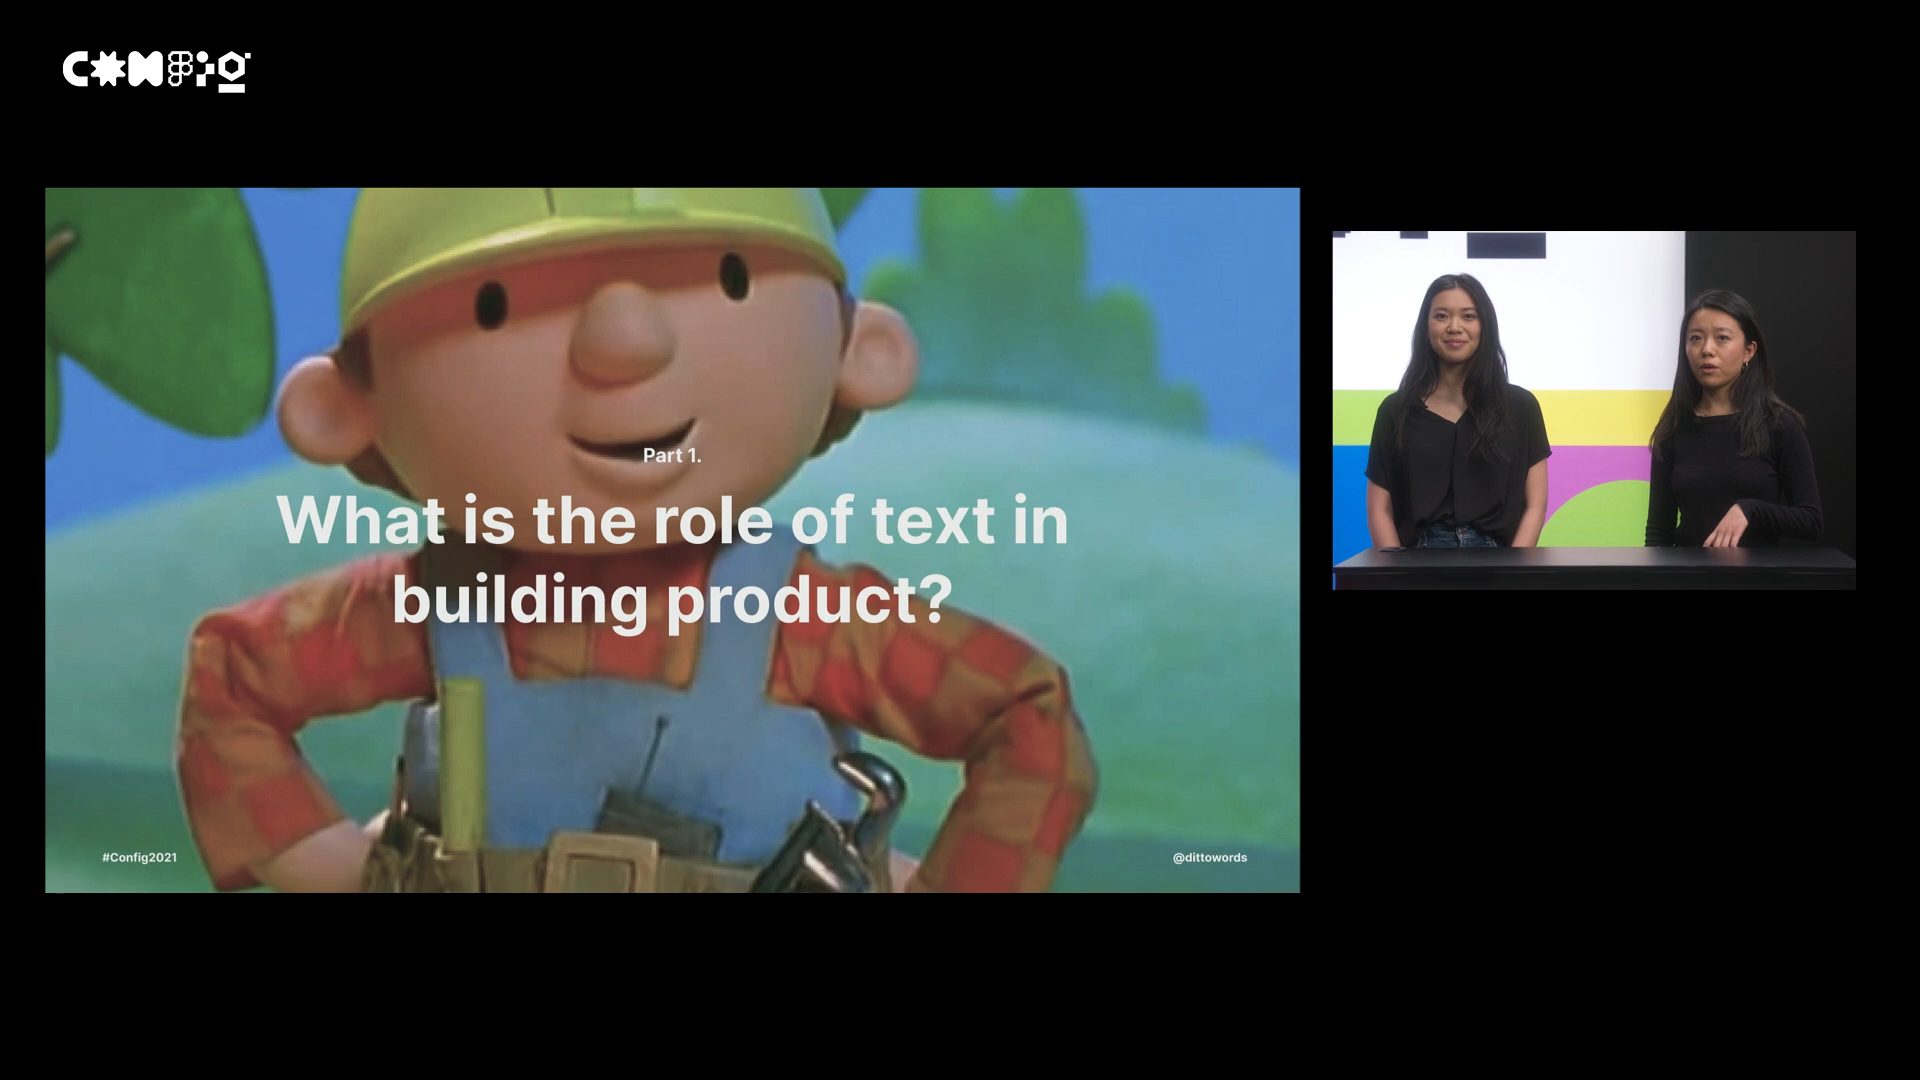 Config
Part 1.
What is the role of text in
building product?
#Config2021
@dittowords